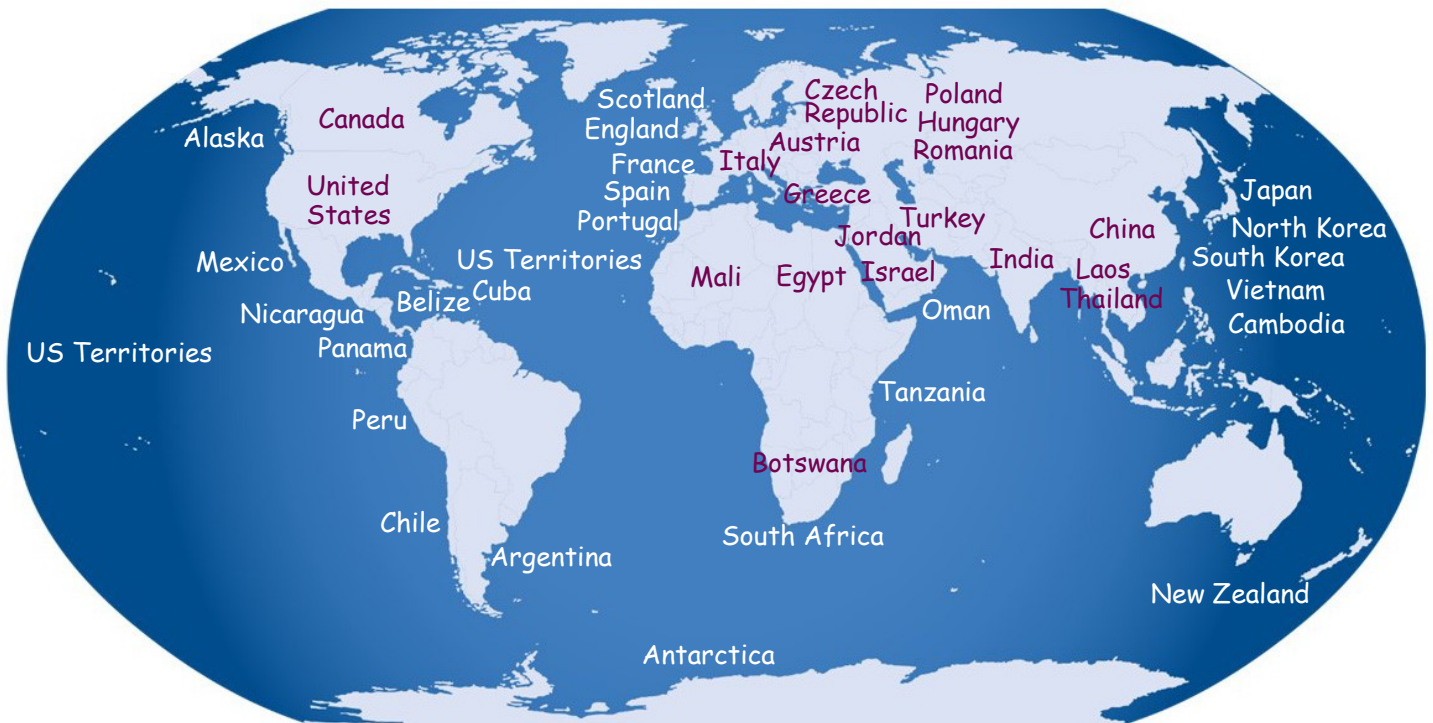 Canada
Alaska
United
States
Mexico
US Territories
Cuba
Belize
Nicaragua
Panama
US Territories
Peru
Chile
Argentina
Scotland
England
France
Spain
Portugal
Czech
Republic
Poland
Hungary
Romania
Austria
Italy
Greece
Turkey
Jordan
Israel
Mali
Egypt
Oman
Tanzania
Botswana
South Africa
India
China
Laos
Thailand
Japan
North Korea
South Korea
Vietnam
Cambodia
New Zealand
Antarctica